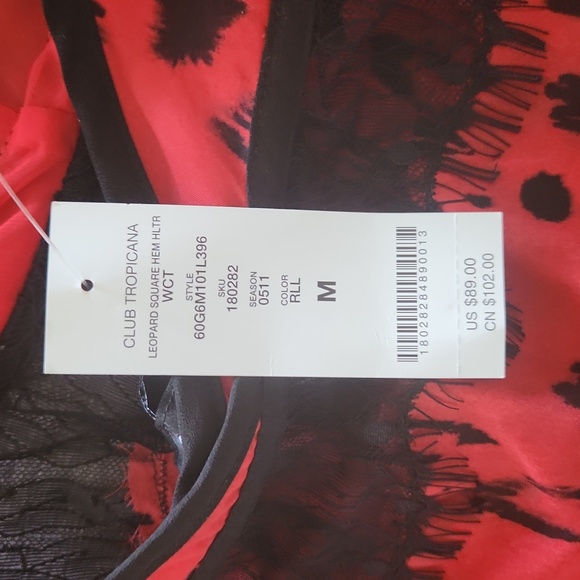 CLUB TROPICANA
LEOPARD SQUARE HEM HLTR
WCT
STYLE
60G6M101L396
SKU
180282
SEASON
0511
COLOR
RLL
M
18028284690013
US $89.00
CN $102.00